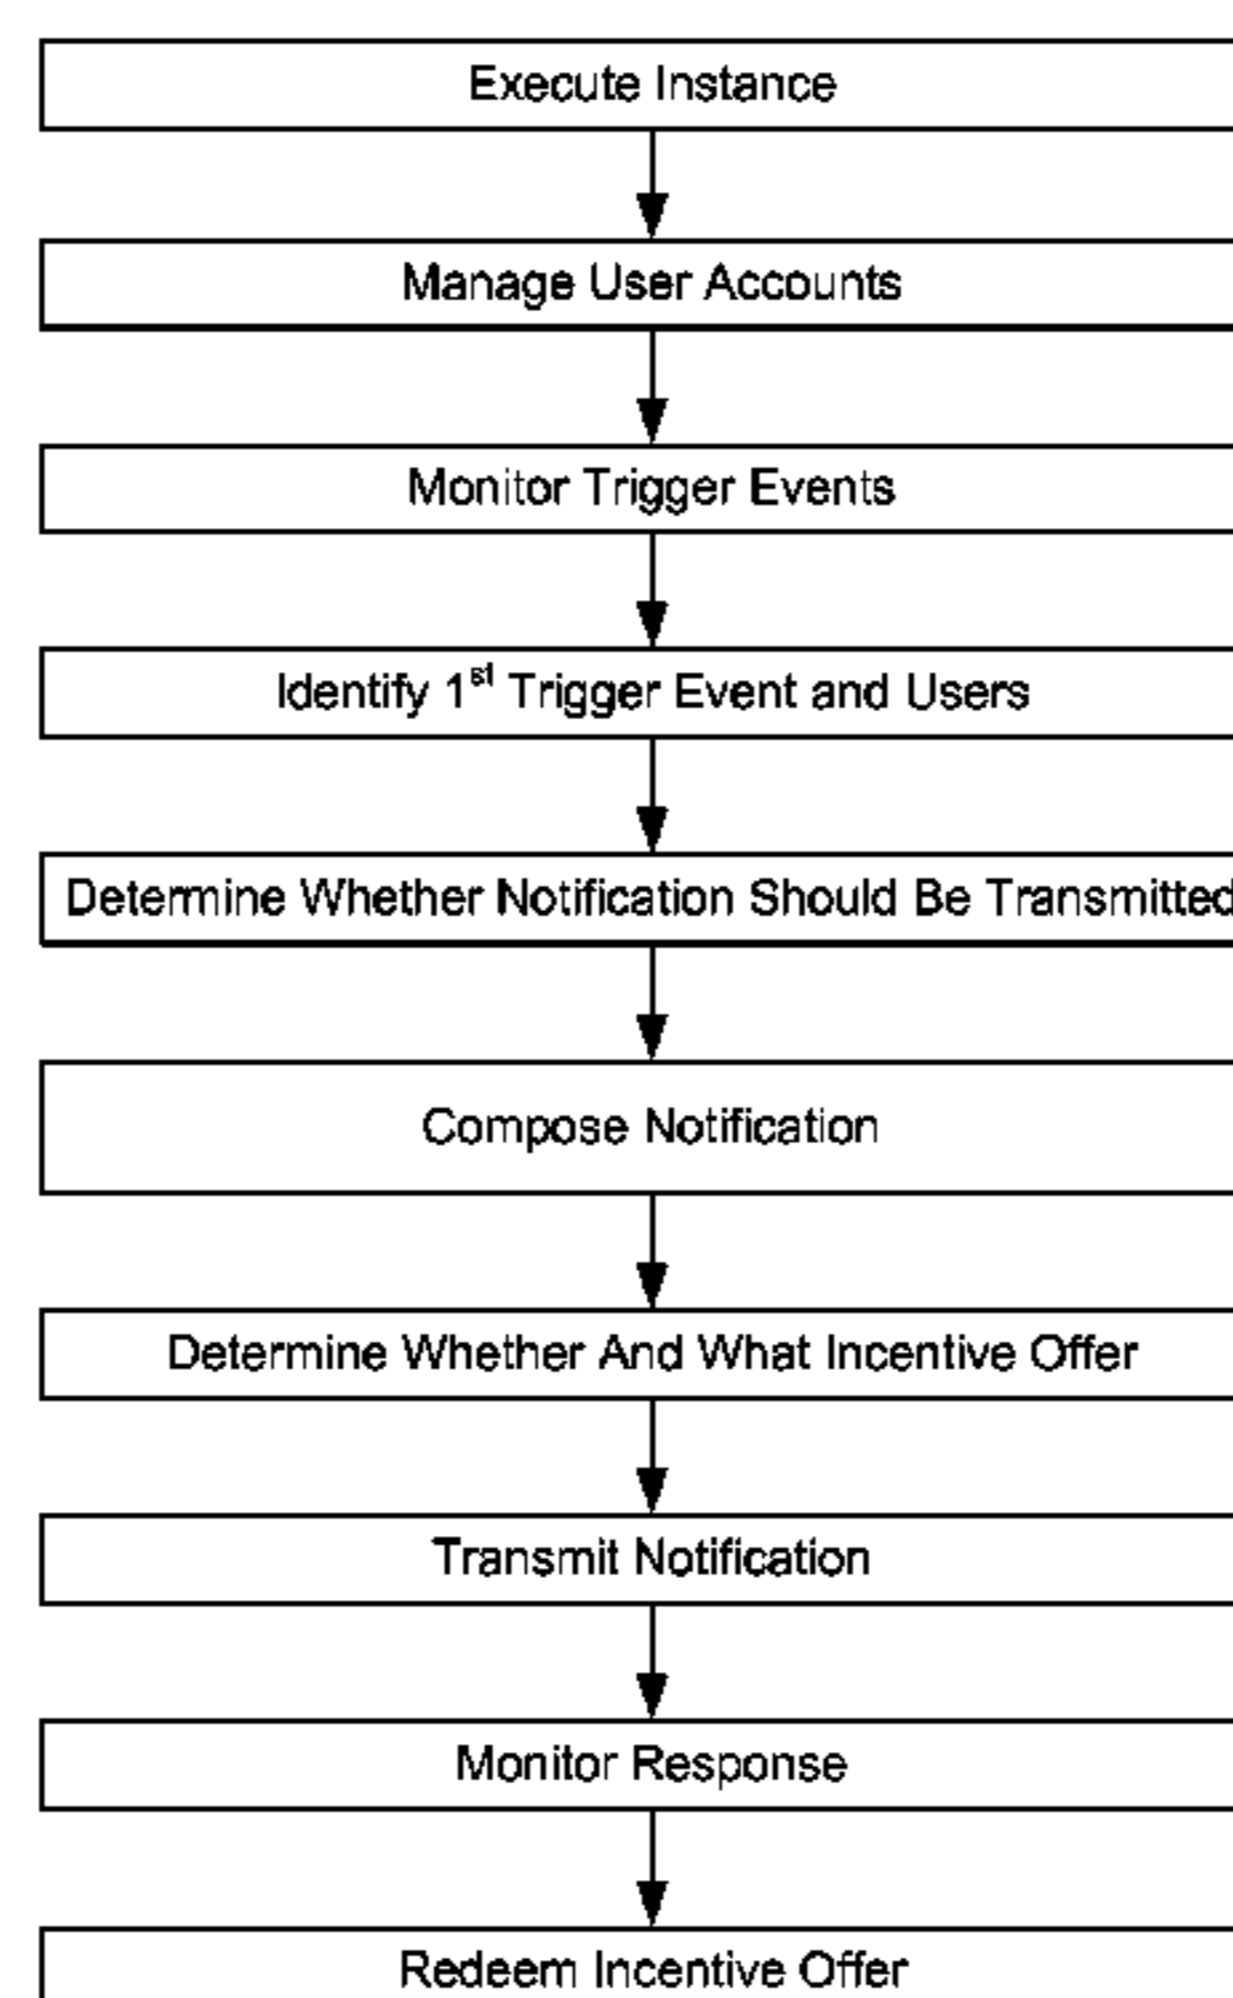 Execute Instance
Manage User Accounts
Monitor Trigger Events
Identify 1st Trigger Event and Users
Determine Whether Notification Should Be Transmitted
Compose Notification
Determine Whether And What Incentive Offer
Transmit Notification
Monitor Response
Redeem Incentive Offer